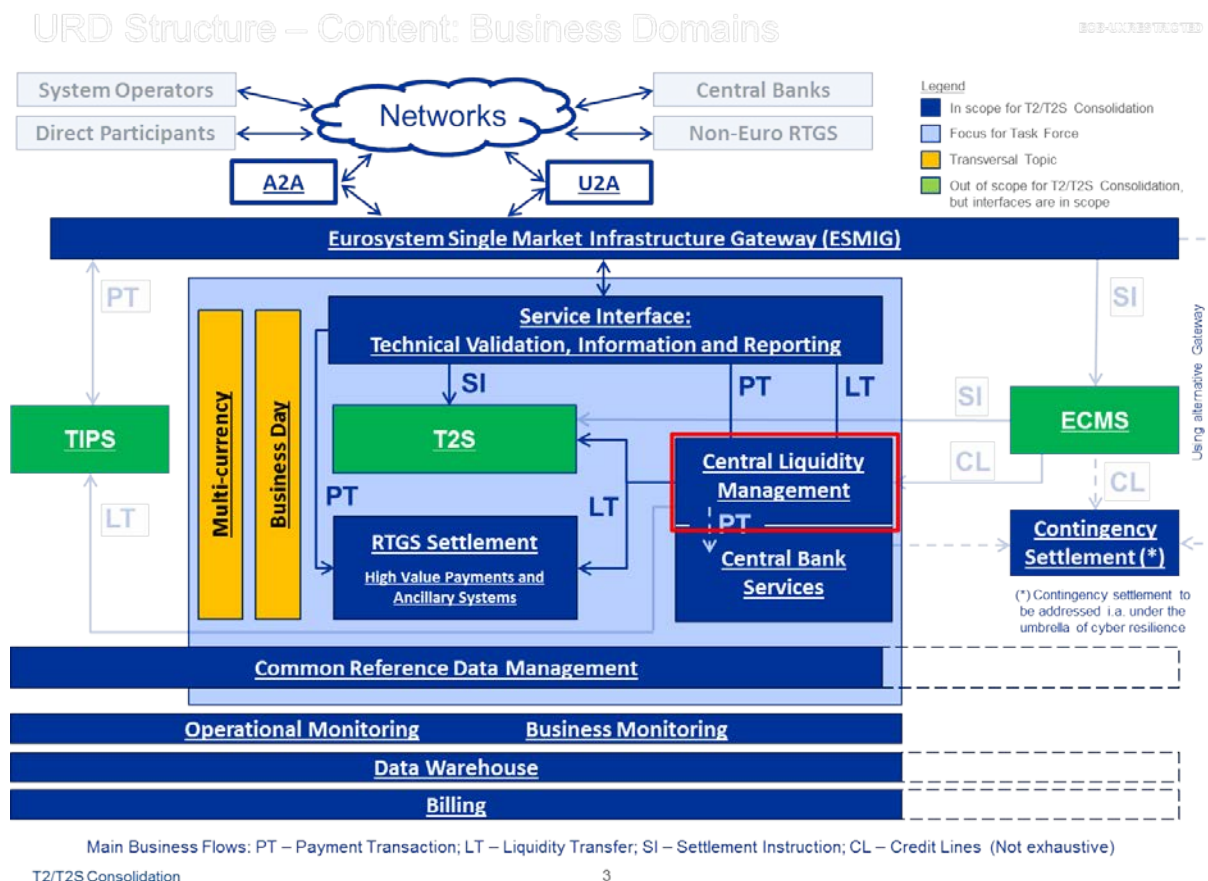 URD Structure – Content: Business Domains
ECB-UNRESTRICTED
System Operators
Direct Participants
Networks
Central Banks
Non-Euro RTGS
Legend
In scope for T2/T2S Consolidation
Focus for Task Force
Transversal Topic
Out of scope for T2/T2S Consolidation,
but interfaces are in scope
A2A
U2A
Eurosystem Single Market Infrastructure Gateway (ESMIG)
PT
SI
Using alternative Gateway
Service Interface:
Technical Validation, Information and Reporting
SI
PT
LT
Multi-currency
Business Day
TIPS
T2S
SI
ECMS
Central Liquidity
Management
CL
CL
PT
LT
LT
PT
RTGS Settlement
High Value Payments and
Ancillary Systems
Central Bank
Services
Contingency
Settlement (*)
(*) Contingency settlement to
be addressed i.a. under the
umbrella of cyber resilience
Common Reference Data Management
Operational Monitoring
Business Monitoring
Data Warehouse
Billing
Main Business Flows: PT – Payment Transaction; LT – Liquidity Transfer; SI – Settlement Instruction; CL – Credit Lines (Not exhaustive)
T2/T2S Consolidation
3